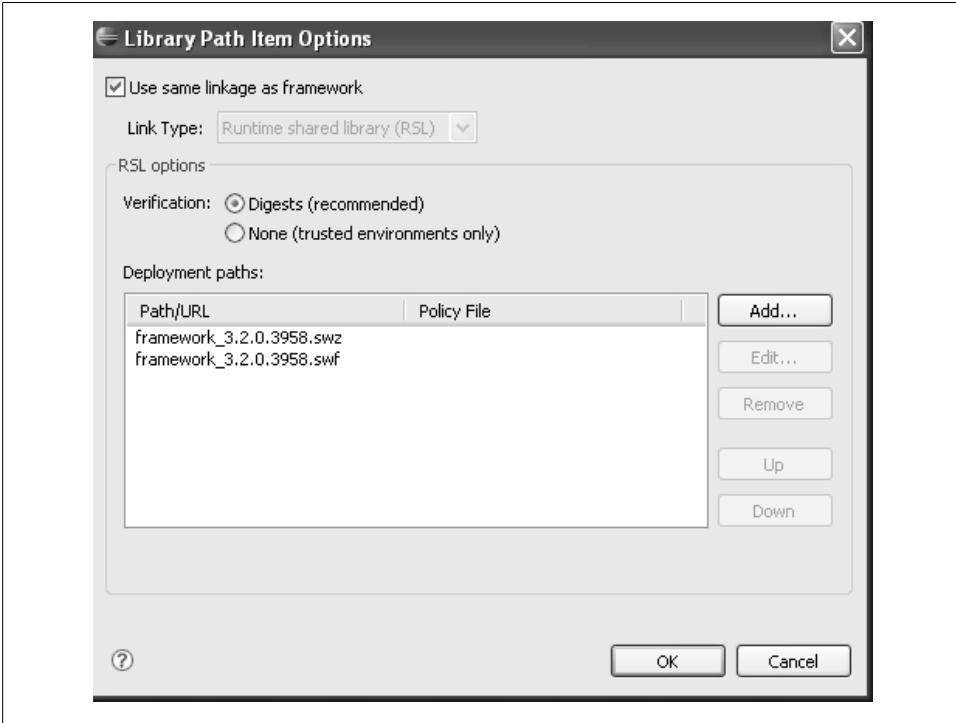 Library Path Item Options
Use same linkage as framework
Link Type: Runtime shared library (RSL)
RSL options
Verification: Digests (recommended)
None (trusted environments only)
Deployment paths:
Path/URL Policy File Add...
framework_3.2.0.3958.swz
framework_3.2.0.3958.swf
Edit...
Remove
Up
Down
? OK Cancel